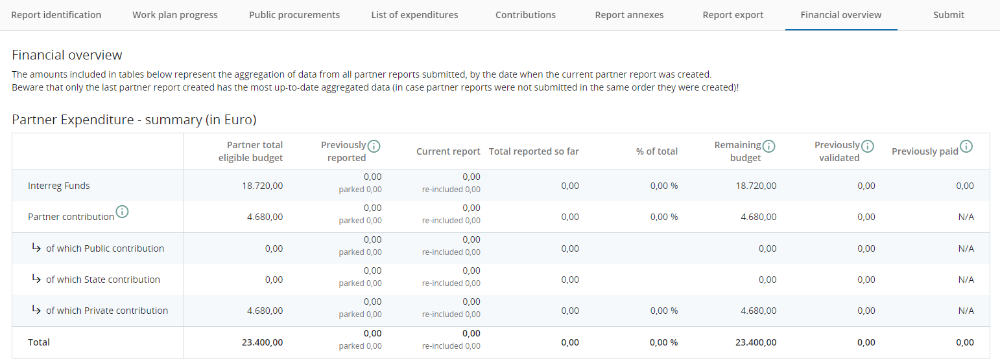 Report identification Work plan progress Public procurements List of expenditures Contributions Report annexes Report export Financial overview Submit
Financial overview
The amounts included in tables below represent the aggregation of data from all partner reports submitted, by the date when the current partner report was created.
Beware that only the last partner report created has the most up-to-date aggregated data (in case partner reports were not submitted in the same order they were created)!
Partner Expenditure - summary (in Euro)
Partner total eligible budget Previously reported Current report Total reported so far % of total Remaining budget Previously validated Previously paid
Interreg Funds 18.720,00 0,00 parked 0,00 0,00 re-included 0,00 0,00 0,00 % 18.720,00 0,00 0,00
Partner contribution 4.680,00 0,00 parked 0,00 0,00 re-included 0,00 0,00 0,00 % 4.680,00 0,00 N/A
of which Public contribution 0,00 0,00 parked 0,00 0,00 re-included 0,00 0,00 0,00 0,00 N/A
of which State contribution 0,00 0,00 parked 0,00 0,00 re-included 0,00 0,00 0,00 0,00 N/A
of which Private contribution 4.680,00 0,00 parked 0,00 0,00 re-included 0,00 0,00 0,00 % 4.680,00 0,00 N/A
Total 23.400,00 0,00 parked 0,00 0,00 re-included 0,00 0,00 0,00 % 23.400,00 0,00 0,00